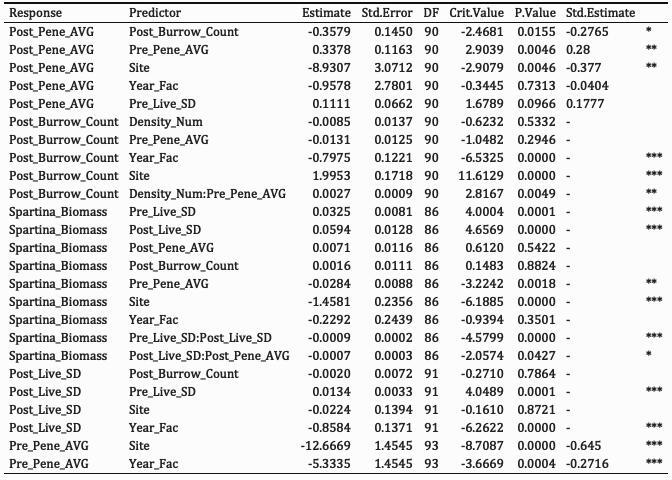 Response Predictor Estimate Std.Error DF Crit.Value P.Value Std.Estimate
Post_Pene_AVG Post_Burrow_Count -0.3579 0.1450 90 -2.4681 0.0155 -0.2765 *
Post_Pene_AVG Pre_Pene_AVG 0.3378 0.1163 90 2.9039 0.0046 0.28 **
Post_Pene_AVG Site -8.9307 3.0712 90 -2.9079 0.0046 -0.377 **
Post_Pene_AVG Year_Fac -0.9578 2.7801 90 -0.3445 0.7313 -0.0404
Post_Pene_AVG Pre_Live_SD 0.1111 0.0662 90 1.6789 0.0966 0.1777
Post_Burrow_Count Density_Num -0.0085 0.0137 90 -0.6232 0.5332 -
Post_Burrow_Count Pre_Pene_AVG -0.0131 0.0125 90 -1.0482 0.2946 -
Post_Burrow_Count Year_Fac -0.7975 0.1221 90 -6.5325 0.0000 - ***
Post_Burrow_Count Site 1.9953 0.1718 90 11.6129 0.0000 - ***
Post_Burrow_Count Density_Num:Pre_Pene_AVG 0.0027 0.0009 90 2.8167 0.0049 - **
Spartina_Biomass Pre_Live_SD 0.0325 0.0081 86 4.0004 0.0001 - ***
Spartina_Biomass Post_Live_SD 0.0594 0.0128 86 4.6569 0.0000 - ***
Spartina_Biomass Post_Pene_AVG 0.0071 0.0116 86 0.6120 0.5422 -
Spartina_Biomass Post_Burrow_Count 0.0016 0.0111 86 0.1483 0.8824 -
Spartina_Biomass Pre_Pene_AVG -0.0284 0.0088 86 -3.2242 0.0018 - **
Spartina_Biomass Site -1.4581 0.2356 86 -6.1885 0.0000 - ***
Spartina_Biomass Year_Fac -0.2292 0.2439 86 -0.9394 0.3501 -
Spartina_Biomass Pre_Live_SD:Post_Live_SD -0.0009 0.0002 86 -4.5799 0.0000 - ***
Spartina_Biomass Post_Live_SD:Post_Pene_AVG -0.0007 0.0003 86 -2.0574 0.0427 - *
Post_Live_SD Post_Burrow_Count -0.0020 0.0072 91 -0.2710 0.7864 -
Post_Live_SD Pre_Live_SD 0.0134 0.0033 91 4.0489 0.0001 - ***
Post_Live_SD Site -0.0224 0.1394 91 -0.1610 0.8721 -
Post_Live_SD Year_Fac -0.8584 0.1371 91 -6.2622 0.0000 - ***
Pre_Pene_AVG Site -12.6669 1.4545 93 -8.7087 0.0000 -0.645 ***
Pre_Pene_AVG Year_Fac -5.3335 1.4545 93 -3.6669 0.0004 -0.2716 ***